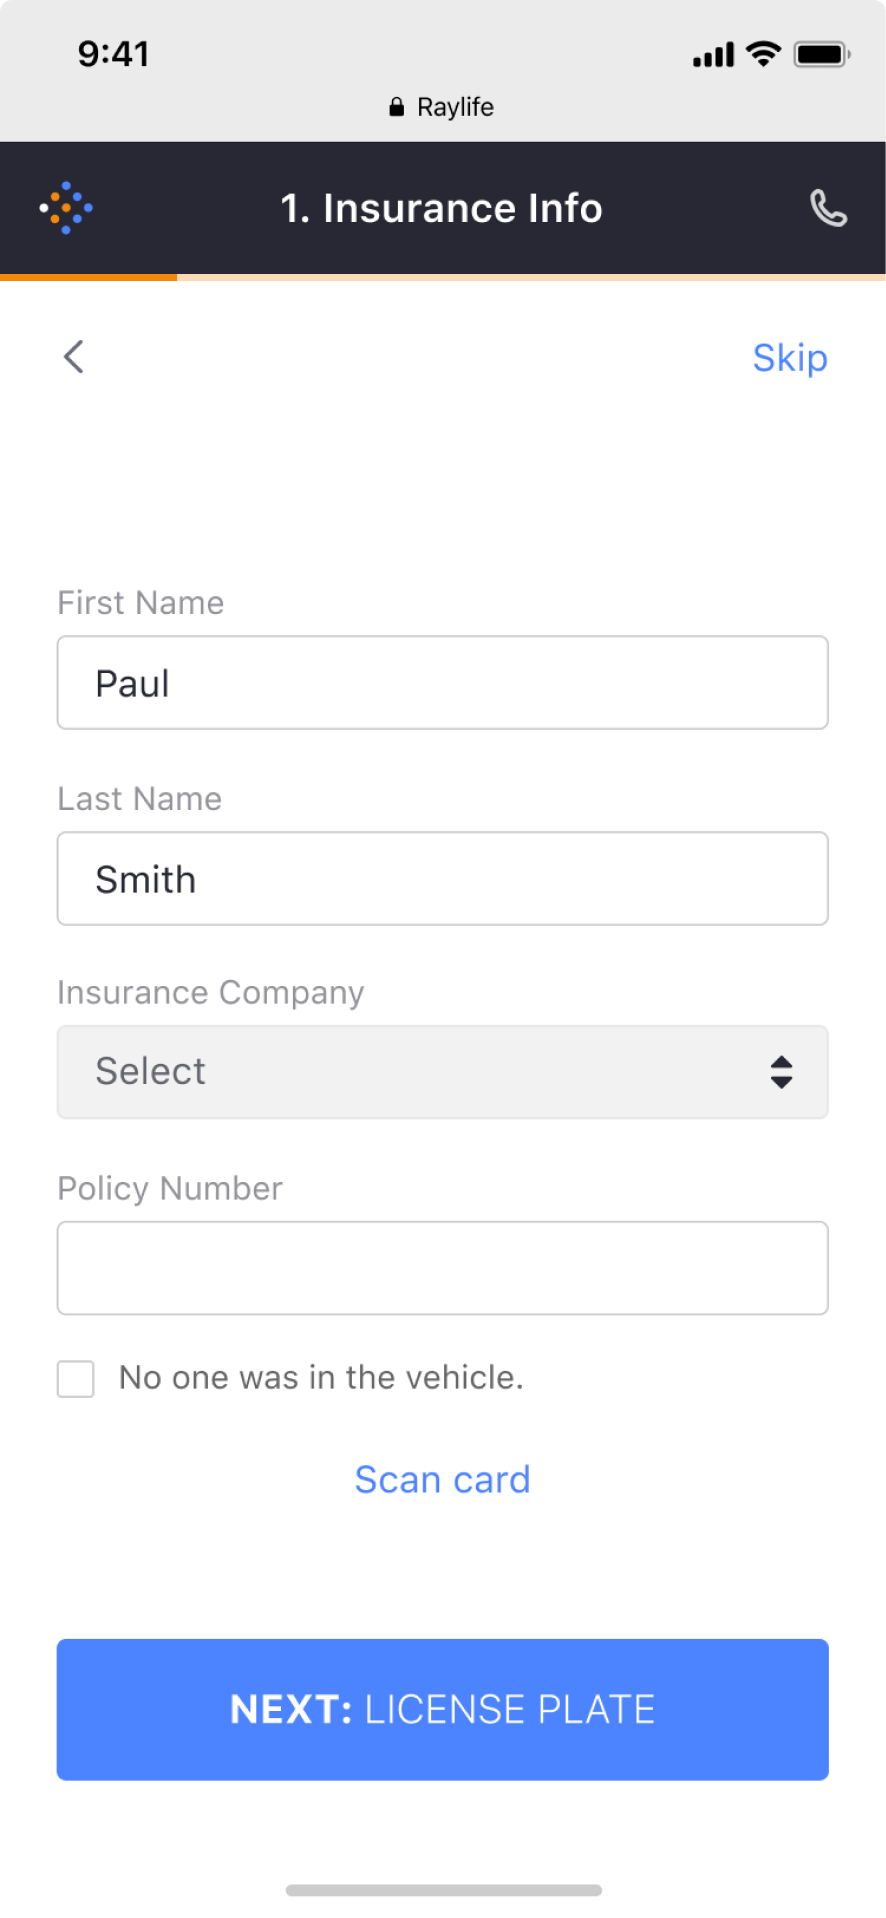 9:41
Raylife
1. Insurance Info
Skip
First Name
Paul
Last Name
Smith
Insurance Company
Select
Policy Number
No one was in the vehicle.
Scan card
NEXT: LICENSE PLATE